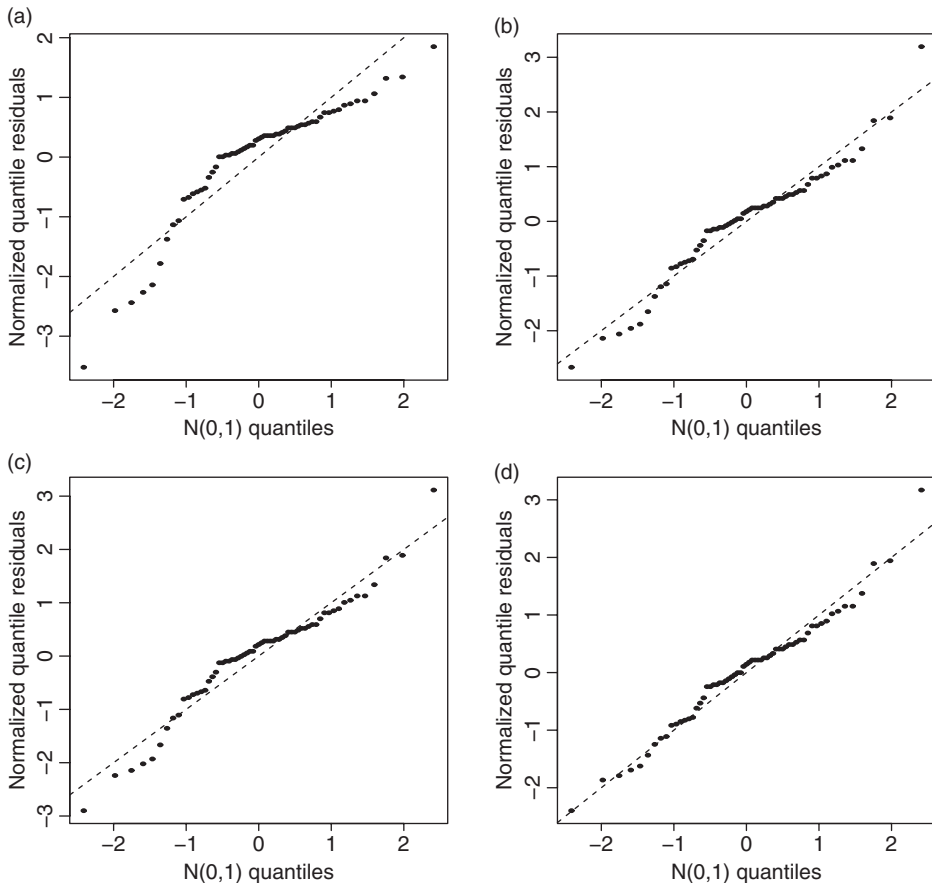 (a)
Normalized quantile residuals
2
1
0
−1
−2
−3
−2 −1 0 1 2
N(0,1) quantiles
(b)
Normalized quantile residuals
3
2
1
0
−1
−2
−2 −1 0 1 2
N(0,1) quantiles
(c)
Normalized quantile residuals
3
2
1
0
−1
−2
−3
−2 −1 0 1 2
N(0,1) quantiles
(d)
Normalized quantile residuals
3
2
1
0
−1
−2
−2 −1 0 1 2
N(0,1) quantiles